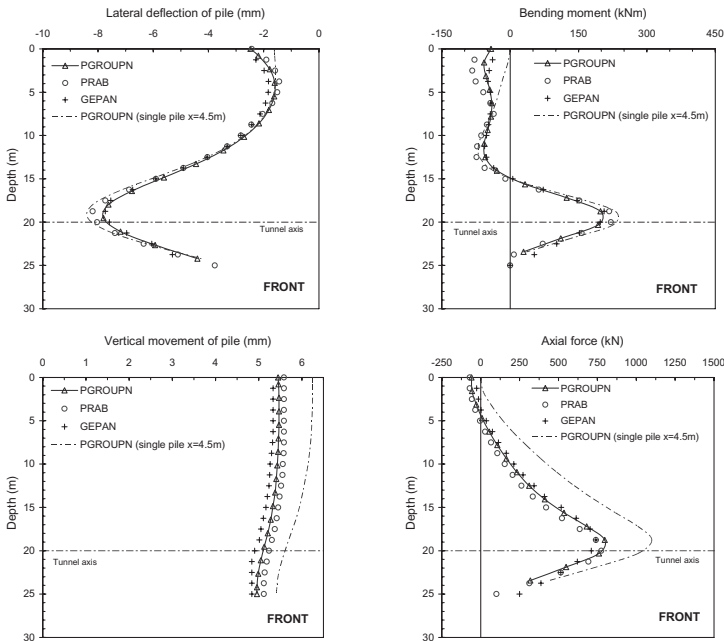 Lateral deflection of pile (mm)
-10 -8 -6 -4 -2 0
0
5
10
15
20
25
30
Depth (m)
PGROUPN
PRAB
GEPAN
PGROUPN (single pile x=4.5m)
Tunnel axis
FRONT
Bending moment (kNm)
-150 0 150 300 450
0
5
10
15
20
25
30
Depth (m)
PGROUPN
PRAB
GEPAN
PGROUPN (single pile x=4.5m)
Tunnel axis
FRONT
Vertical movement of pile (mm)
0 1 2 3 4 5 6
0
5
10
15
20
25
30
Depth (m)
PGROUPN
PRAB
GEPAN
PGROUPN (single pile x=4.5m)
Tunnel axis
FRONT
Axial force (kN)
-250 0 250 500 750 1000 1250 1500
0
5
10
15
20
25
30
Depth (m)
PGROUPN
PRAB
GEPAN
PGROUPN (single pile x=4.5m)
Tunnel axis
FRONT